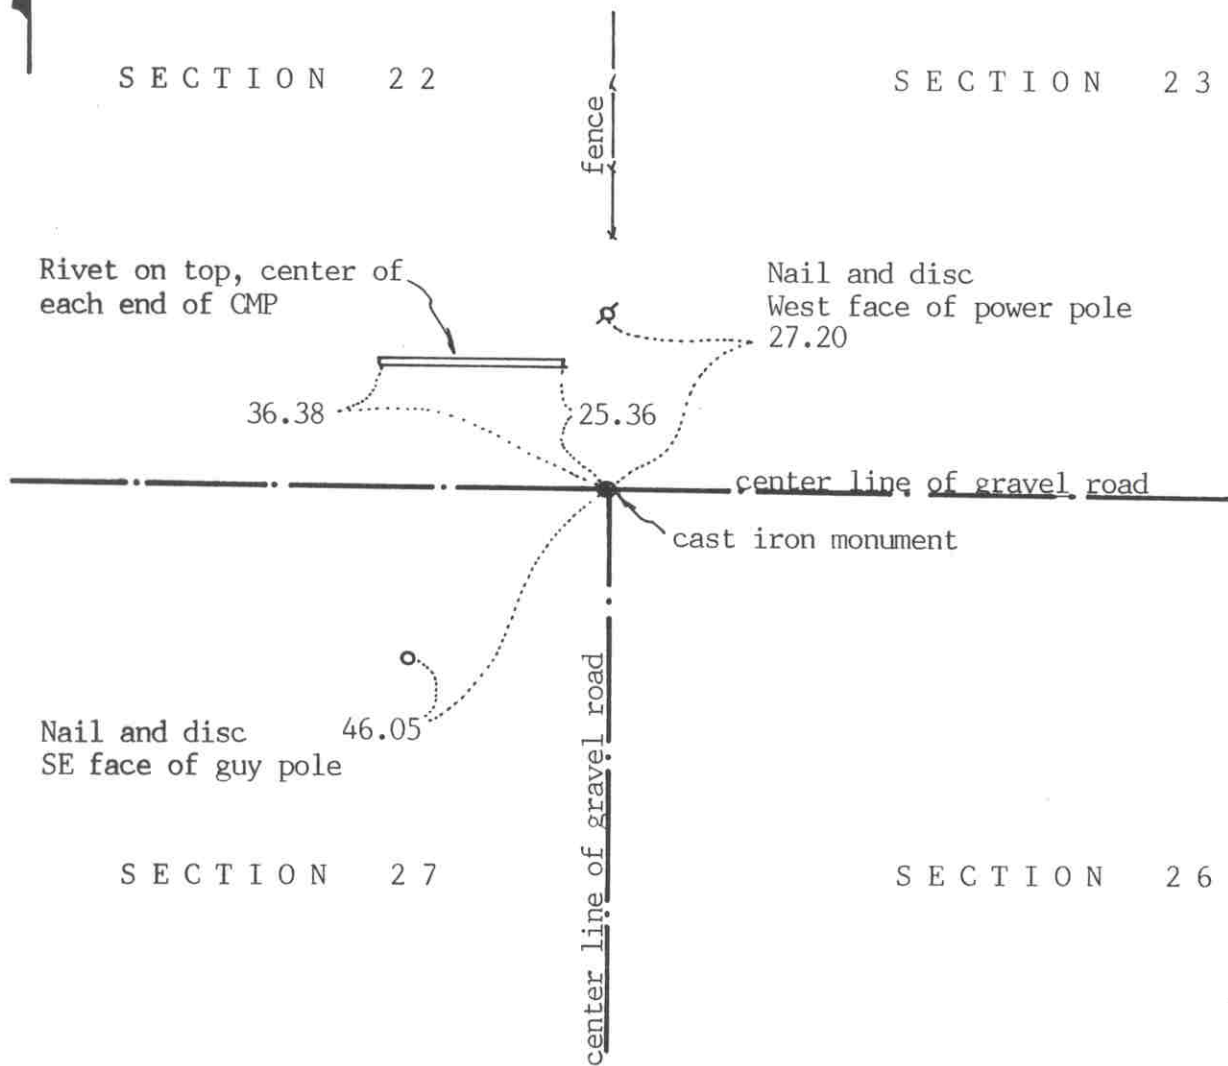 SECTION 22
SECTION 23
fence
Rivet on top, center of
each end of CMP
Nail and disc
West face of power pole
27.20
36.38
25.36
center line of gravel road
cast iron monument
Nail and disc
SE face of guy pole
46.05
center line of gravel road
SECTION 27
SECTION 26